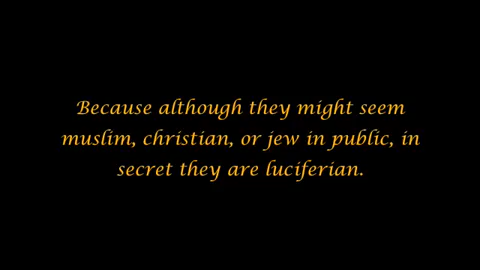 Because although they might seem
muslim, christian, or jew in public, in
secret they are luciferian.